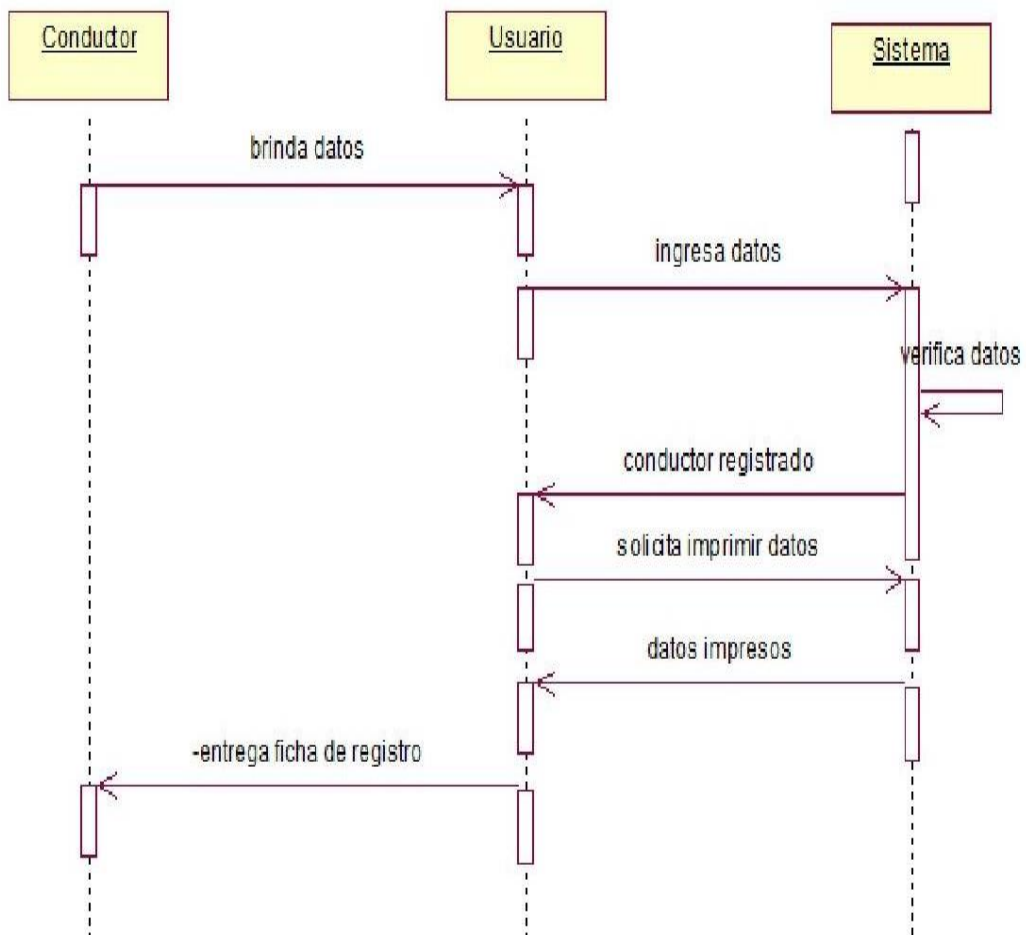 Conductor
Usuario
Sistema
brinda datos
ingresa datos
verifica datos
conductor registrado
solicita imprimir datos
datos impresos
-entrega ficha de registro